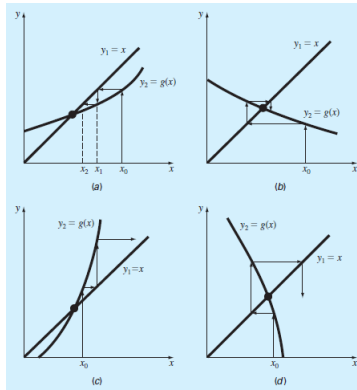 y
y₁ = x
y₂ = g(x)
x₂ x₁ x₀ x
(a)
y
y₁ = x
y₂ = g(x)
x₀ x
(b)
y
y₂ = g(x)
y₁=x
x₀ x
(c)
y
y₂ = g(x)
y₁ = x
x₀ x
(d)